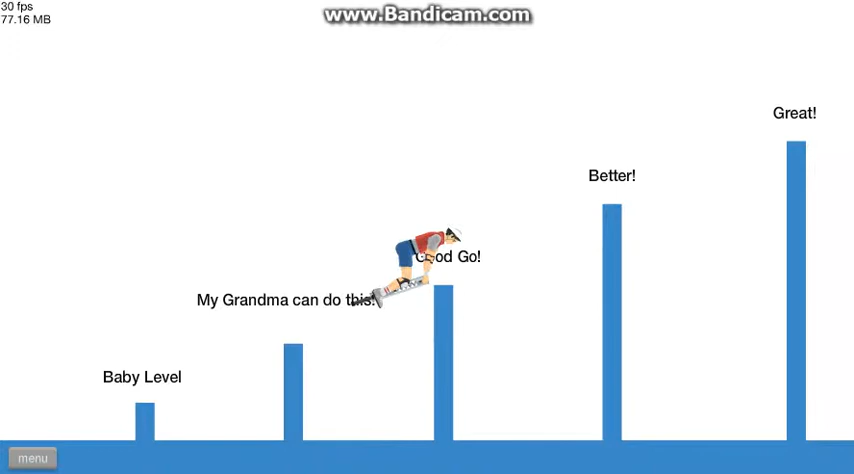 30 fps
77.16 MB
www.Bandicam.com
Great!
Better!
Good Go!
My Grandma can do this!
Baby Level
menu